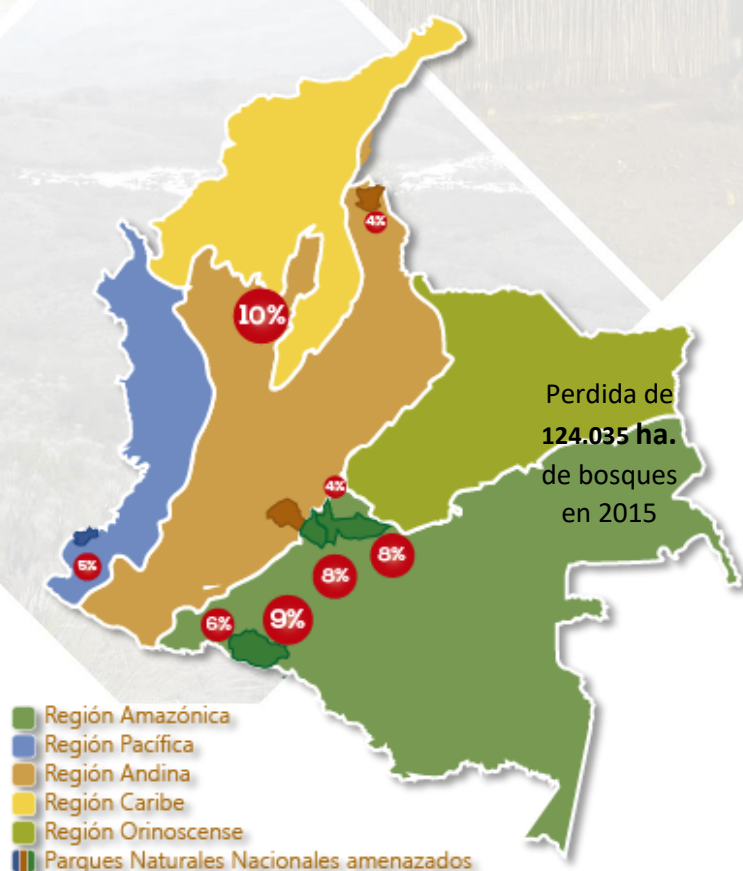 4%
10%
Perdida de
124.035 ha.
de bosques
en 2015
4%
8%
5%
8%
6%
9%
Región Amazónica
Región Pacífica
Región Andina
Región Caribe
Región Orinoscense
Parques Naturales Nacionales amenazados